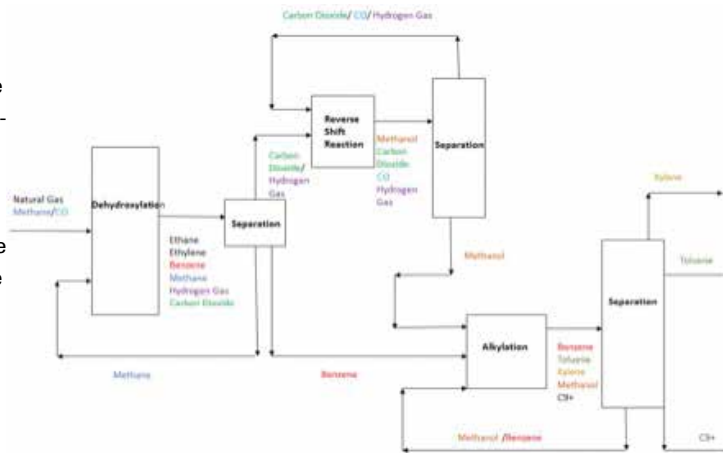 Carbon Dioxide/ CO/ Hydrogen Gas
Reverse
Shift
Reaction
Methanol
Carbon
Dioxide
CO
Hydrogen
Gas
Separation
Carbon
Dioxide/
Hydrogen
Gas
Xylene
Natural Gas
Methane/CO
Dehydroxylation
Separation
Ethane
Ethylene
Benzene
Methane
Hydrogen Gas
Carbon Dioxide
Methanol
Toluene
Separation
Alkylation
Benzene
Toluene
Xylene
Methanol
C9+
Methane
Benzene
Methanol /Benzene
C9+